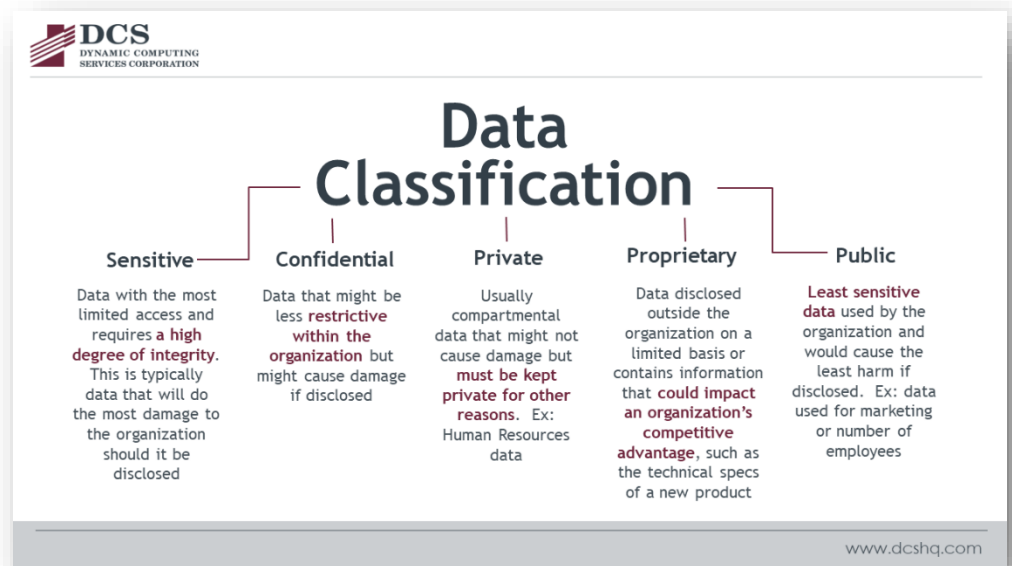 DCS
DYNAMIC COMPUTING
SERVICES CORPORATION
Data
Classification
Sensitive
Data with the most
limited access and
requires a high
degree of integrity.
This is typically
data that will do
the most damage to
the organization
should it be
disclosed
Confidential
Data that might be
less restrictive
within the
organization but
might cause damage
if disclosed
Private
Usually
compartmental
data that might not
cause damage but
must be kept
private for other
reasons. Ex:
Human Resources
data
Proprietary
Data disclosed
outside the
organization on a
limited basis or
contains information
that could impact
an organization's
competitive
advantage, such as
the technical specs
of a new product
Public
Least sensitive
data used by the
organization and
would cause the
least harm if
disclosed. Ex: data
used for marketing
or number of
employees
www.dcshq.com